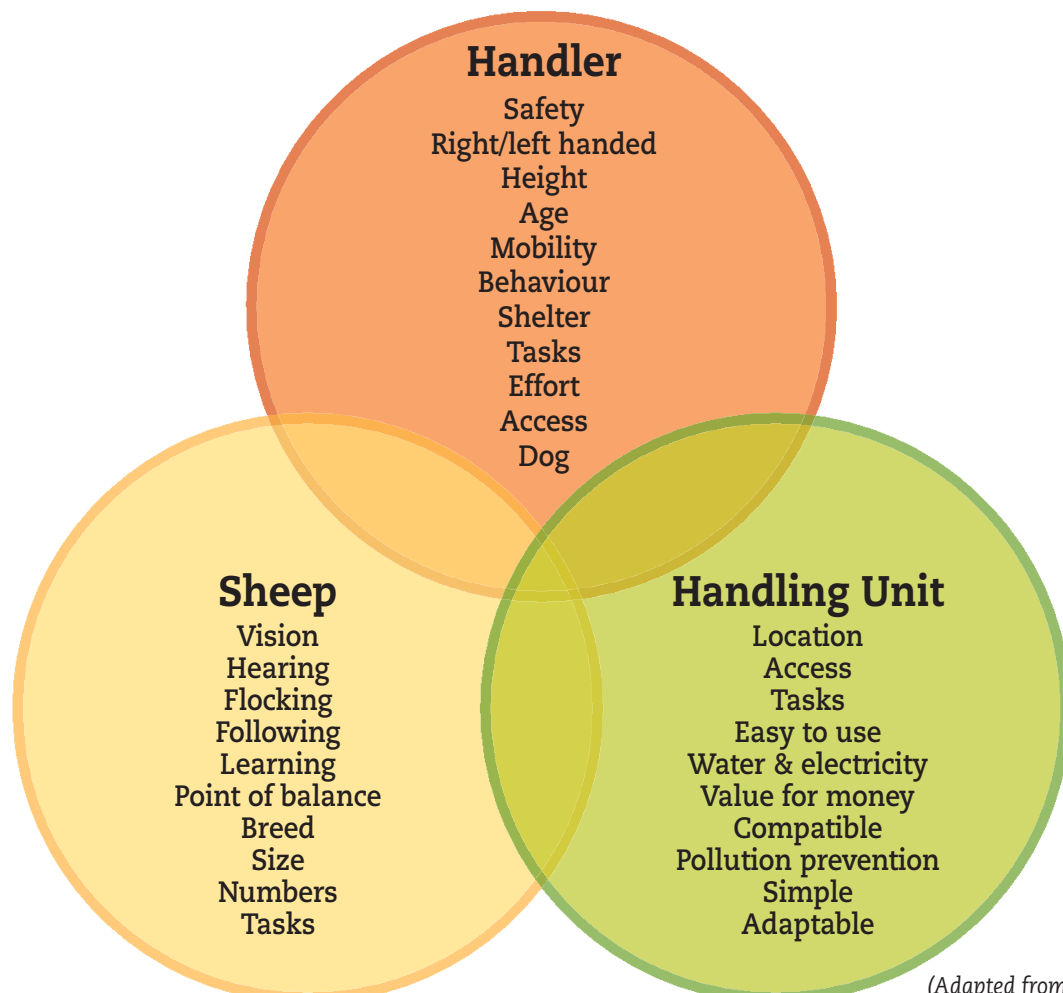 Handler
Safety
Right/left handed
Height
Age
Mobility
Behaviour
Shelter
Tasks
Effort
Access
Dog
Sheep
Vision
Hearing
Flocking
Following
Learning
Point of balance
Breed
Size
Numbers
Tasks
Handling Unit
Location
Access
Tasks
Easy to use
Water & electricity
Value for money
Compatible
Pollution prevention
Simple
Adaptable
(Adapted from